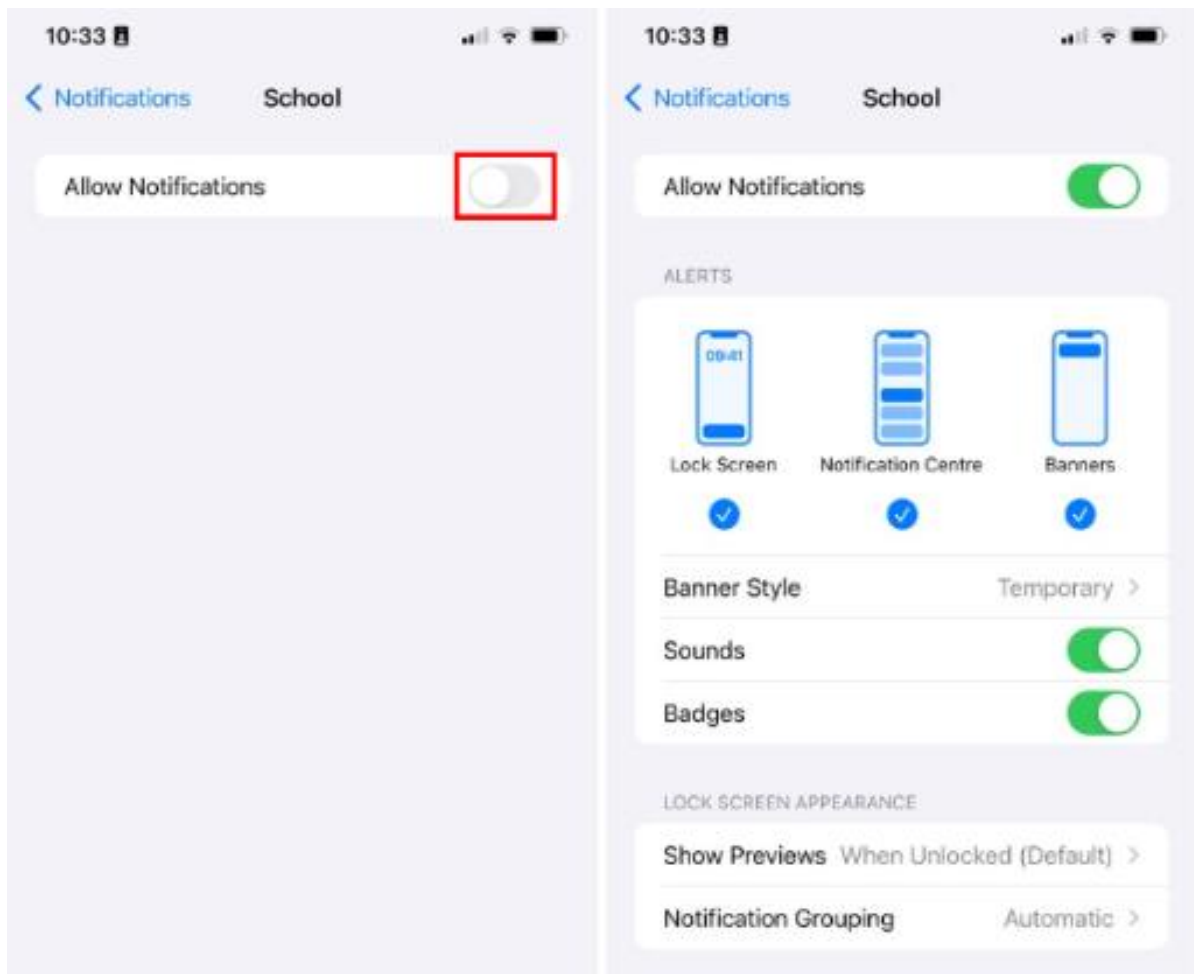 10:33
Notifications School
Allow Notifications
10:33
Notifications School
Allow Notifications
ALERTS
09:41
Lock Screen Notification Centre Banners
Banner Style Temporary
Sounds
Badges
LOCK SCREEN APPEARANCE
Show Previews When Unlocked (Default)
Notification Grouping Automatic